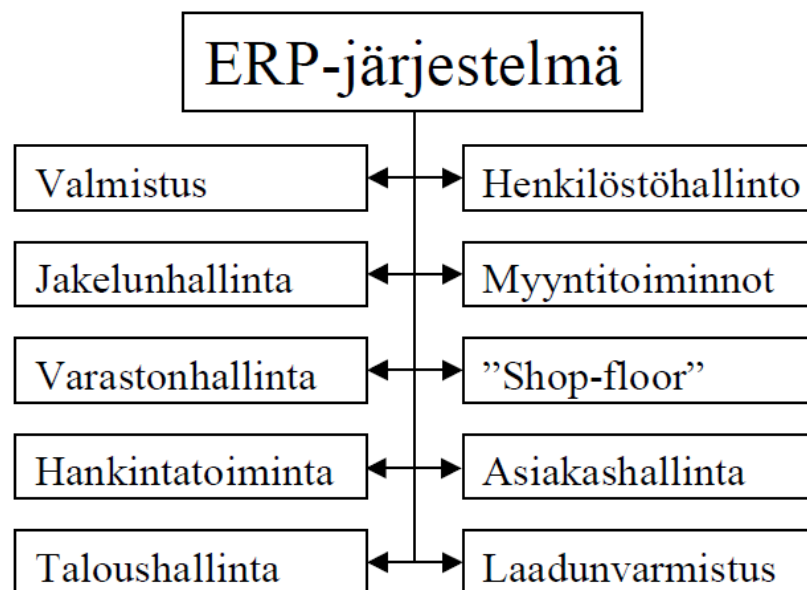 ERP-järjestelmä
Valmistus
Henkilöstöhallinto
Jakelunhallinta
Myyntitoiminnot
Varastonhallinta
”Shop-floor”
Hankintatoiminta
Asiakashallinta
Taloushallinta
Laadunvarmistus